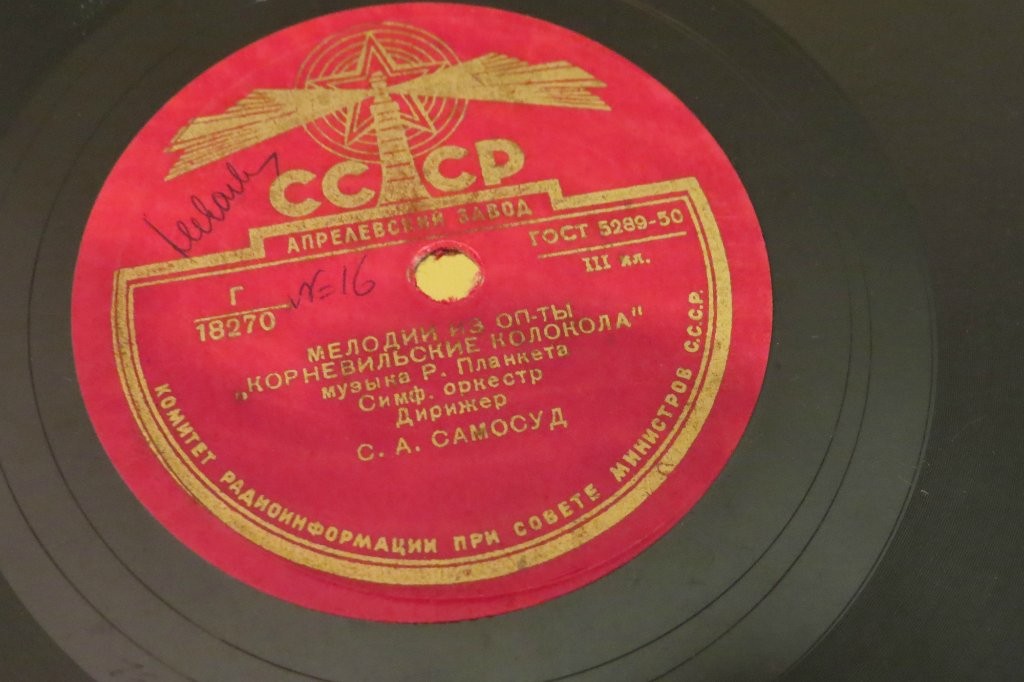 СССР
АПРЕЛЕВСКИЙ ЗАВОД
ГОСТ 5289-50
III кл.
Г
18270
№16
МЕЛОДИИ ИЗ ОП-ТЫ
„КОРНЕВИЛЬСКИЕ КОЛОКОЛА"
музыка Р. Планкета
Симф. оркестр
Дирижер
С. А. САМОСУД
КОМИТЕТ РАДИОИНФОРМАЦИИ ПРИ СОВЕТЕ МИНИСТРОВ С.С.С.Р.